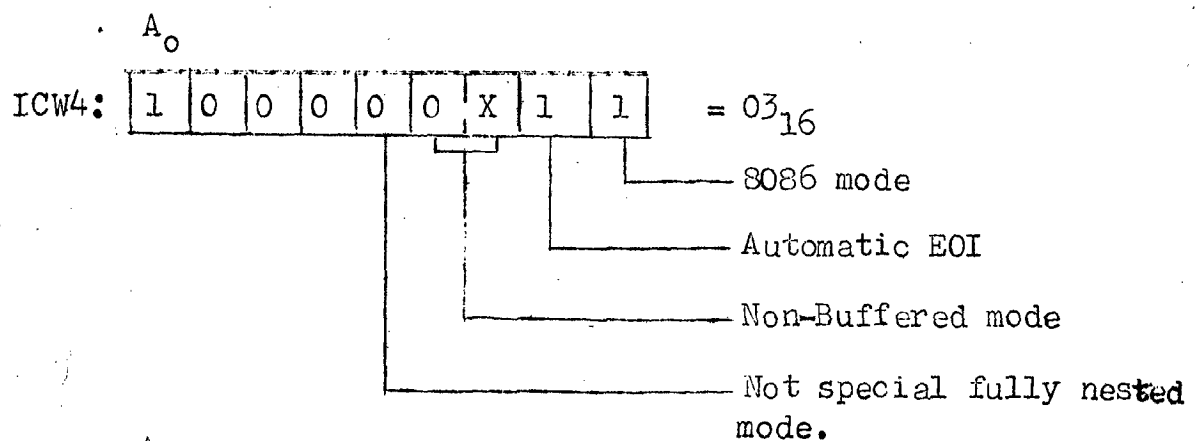 A₀
ICW4: 1 0 0 0 0 0 X 1 1 = 03₁₆
8086 mode
Automatic EOI
Non-Buffered mode
Not special fully nested
mode.